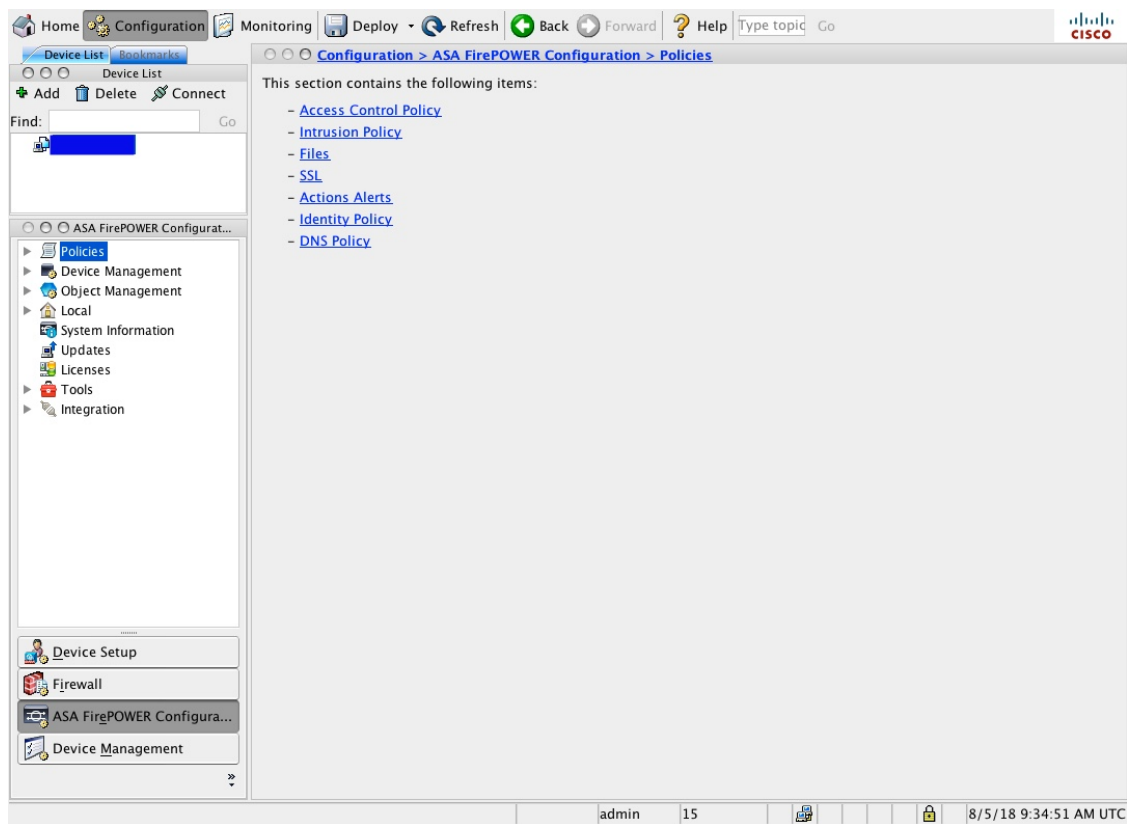 Home Configuration Monitoring Deploy Refresh Back Forward Help Type topic Go
CISCO
Device List Bookmarks
Device List
Add Delete Connect
Find: Go
ASA FirePOWER Configurat...
Policies
Device Management
Object Management
Local
System Information
Updates
Licenses
Tools
Integration
Device Setup
Firewall
ASA FirePOWER Configura...
Device Management
Configuration > ASA FirePOWER Configuration > Policies
This section contains the following items:
– Access Control Policy
– Intrusion Policy
– Files
– SSL
– Actions Alerts
– Identity Policy
– DNS Policy
admin 15 8/5/18 9:34:51 AM UTC